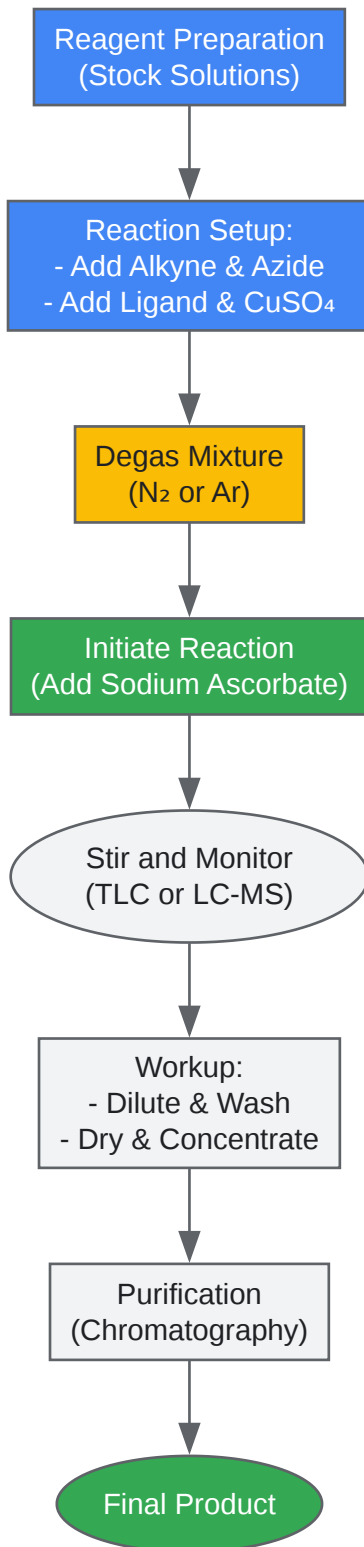 Reagent Preparation
(Stock Solutions)
Reaction Setup:
- Add Alkyne & Azide
- Add Ligand & CuSO₄
Degas Mixture
(N₂ or Ar)
Initiate Reaction
(Add Sodium Ascorbate)
Stir and Monitor
(TLC or LC-MS)
Workup:
- Dilute & Wash
- Dry & Concentrate
Purification
(Chromatography)
Final Product